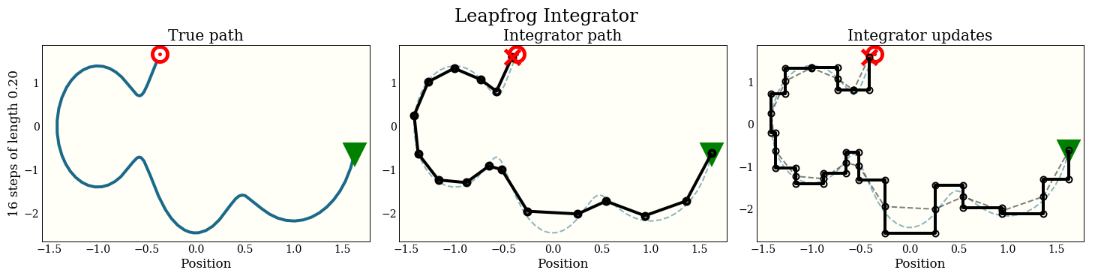 Leapfrog Integrator
True path
Integrator path
Integrator updates
16 steps of length 0.20
1
0
−1
−2
−1.5 −1.0 −0.5 0.0 0.5 1.0 1.5
Position
1
0
−1
−2
−1.5 −1.0 −0.5 0.0 0.5 1.0 1.5
Position
1
0
−1
−2
−1.5 −1.0 −0.5 0.0 0.5 1.0 1.5
Position